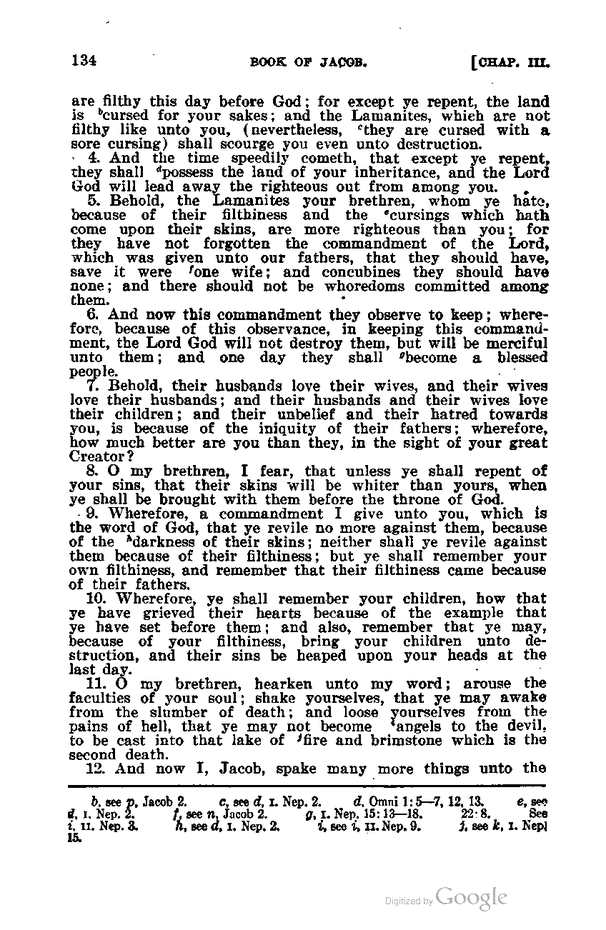 134 BOOK OF JACOB. [CHAP. III.
are filthy this day before God; for except ye repent, the land
is ᵇcursed for your sakes; and the Lamanites, which are not
filthy like unto you, (nevertheless, ᶜthey are cursed with a
sore cursing) shall scourge you even unto destruction.
4. And the time speedily cometh, that except ye repent,
they shall ᵈpossess the land of your inheritance, and the Lord
God will lead away the righteous out from among you.
5. Behold, the Lamanites your brethren, whom ye hate,
because of their filthiness and the ᵉcursings which hath
come upon their skins, are more righteous than you; for
they have not forgotten the commandment of the Lord,
which was given unto our fathers, that they should have,
save it were ᶠone wife; and concubines they should have
none; and there should not be whoredoms committed among
them.
6. And now this commandment they observe to keep; where-
fore, because of this observance, in keeping this command-
ment, the Lord God will not destroy them, but will be merciful
unto them; and one day they shall ᵍbecome a blessed
people.
7. Behold, their husbands love their wives, and their wives
love their husbands; and their husbands and their wives love
their children; and their unbelief and their hatred towards
you, is because of the iniquity of their fathers; wherefore,
how much better are you than they, in the sight of your great
Creator?
8. O my brethren, I fear, that unless ye shall repent of
your sins, that their skins will be whiter than yours, when
ye shall be brought with them before the throne of God.
9. Wherefore, a commandment I give unto you, which is
the word of God, that ye revile no more against them, because
of the ʰdarkness of their skins; neither shall ye revile against
them because of their filthiness; but ye shall remember your
own filthiness, and remember that their filthiness came because
of their fathers.
10. Wherefore, ye shall remember your children, how that
ye have grieved their hearts because of the example that
ye have set before them; and also, remember that ye may,
because of your filthiness, bring your children unto de-
struction, and their sins be heaped upon your heads at the
last day.
11. O my brethren, hearken unto my word; arouse the
faculties of your soul; shake yourselves, that ye may awake
from the slumber of death; and loose yourselves from the
pains of hell, that ye may not become ⁱangels to the devil,
to be cast into that lake of ʲfire and brimstone which is the
second death.
12. And now I, Jacob, spake many more things unto the
b, see p, Jacob 2. c, see d, I. Nep. 2. d, Omni 1:5—7, 12, 13. e, see
d, I. Nep. 2. f, see n, Jacob 2. g, I. Nep. 15:13—18. 22:8. See
i, II. Nep. 3. h, see d, I. Nep. 2. i, see i, II. Nep. 9. j, see k, I. Nep
15.
Digitized by Google